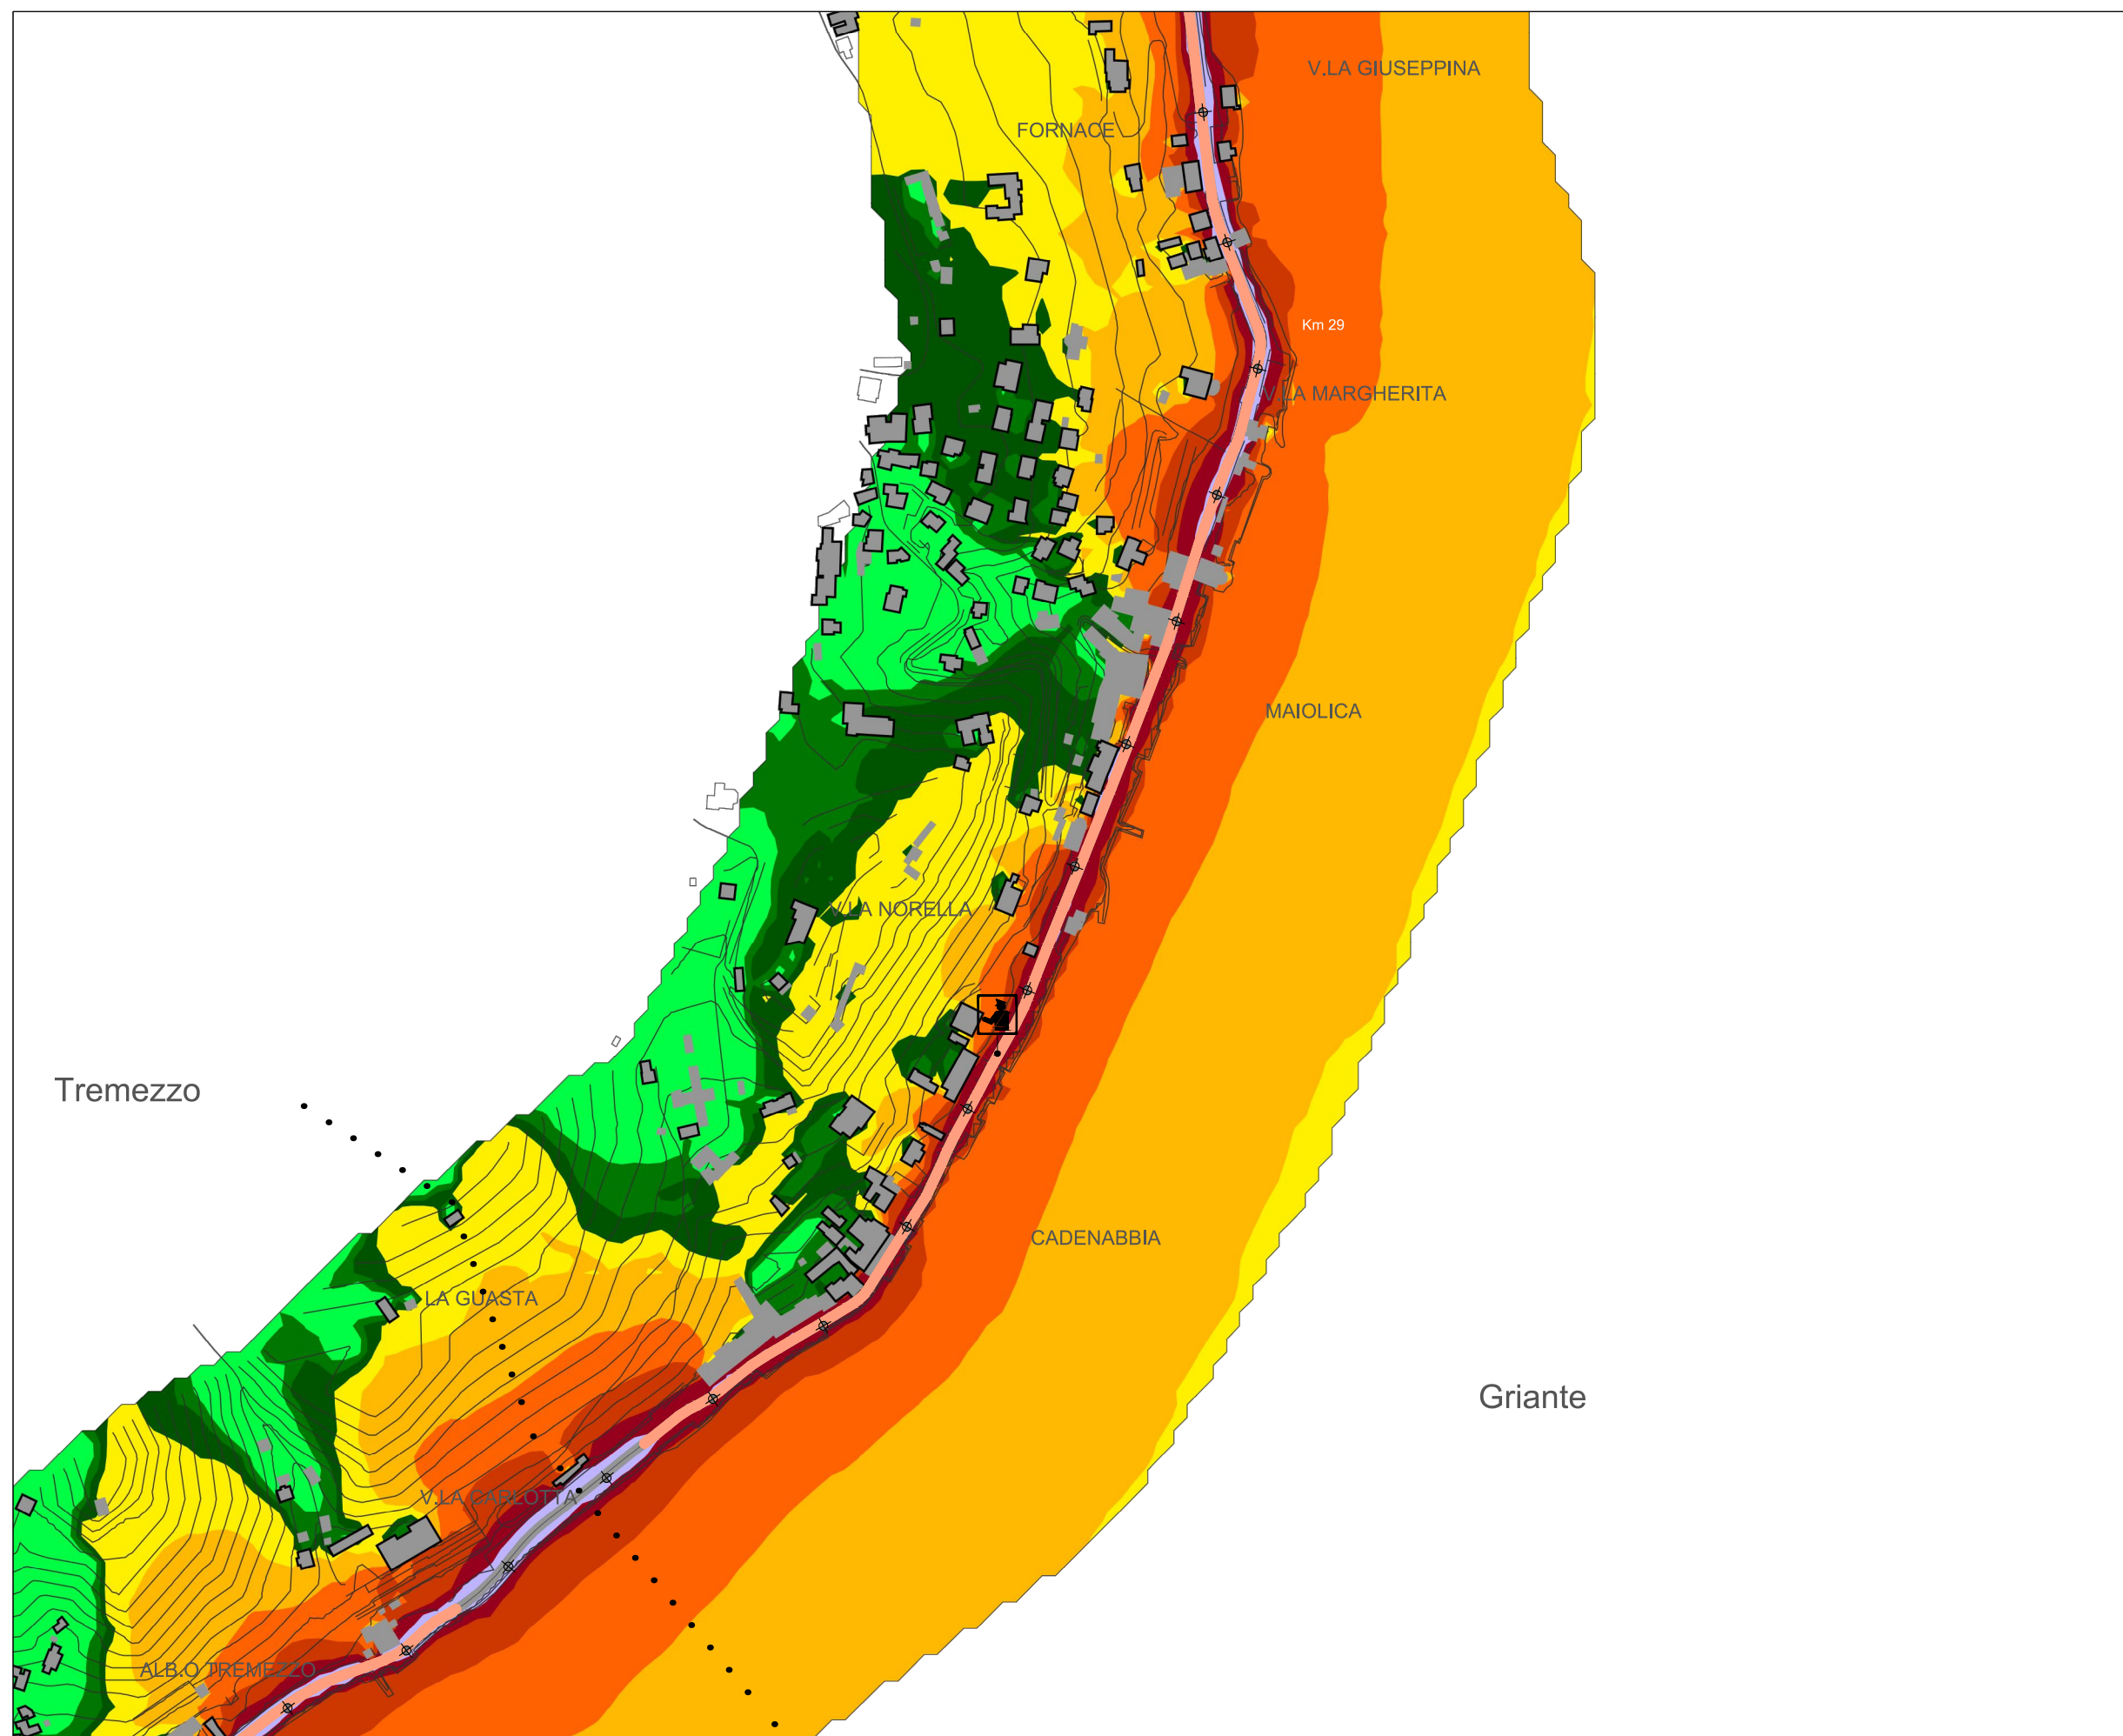 V.LA GIUSEPPINA
FORNACE
Km 29
V.LA MARGHERITA
MAIOLICA
V.LA NORELLA
Tremezzo
CADENABBIA
LA GUASTA
Griante
V.LA CARLOTTA
ALB.O TREMEZZO